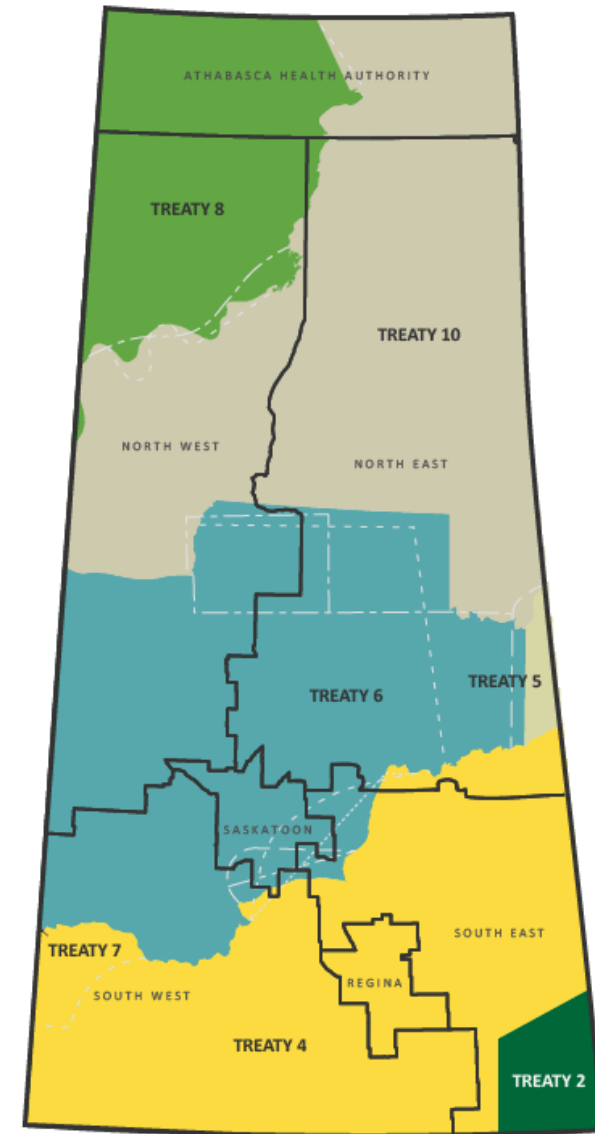 ATHABASCA HEALTH AUTHORITY
TREATY 8
TREATY 10
NORTH WEST
NORTH EAST
TREATY 5
TREATY 6
SASKATOON
SOUTH EAST
TREATY 7
REGINA
SOUTH WEST
TREATY 4
TREATY 2